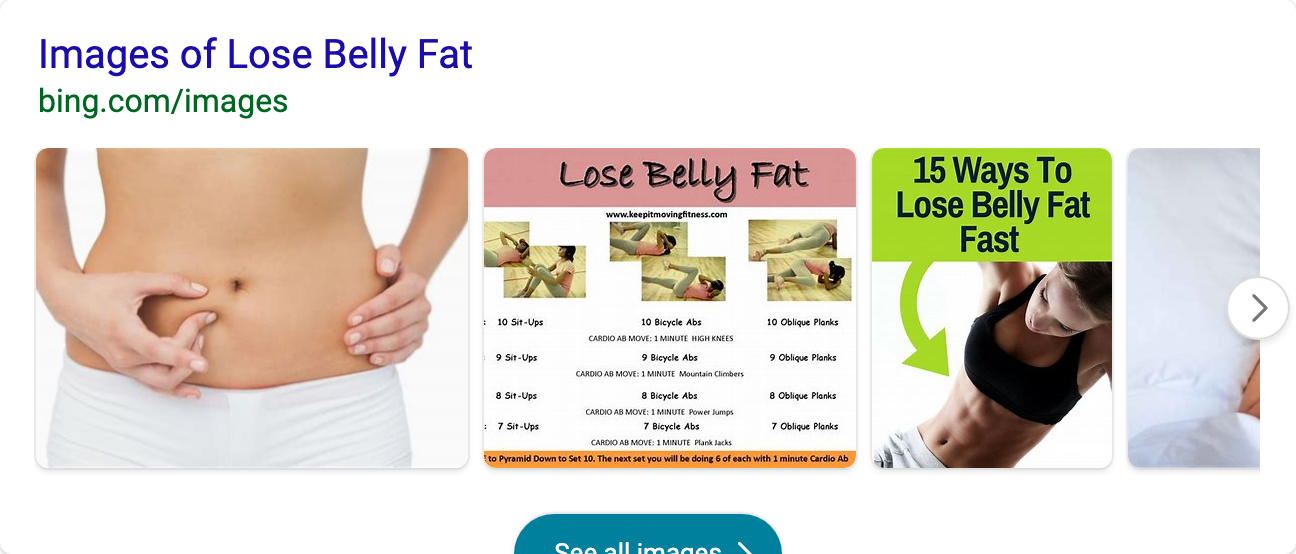 Images of Lose Belly Fat
bing.com/images
Lose Belly Fat
www.keepitmovingfitness.com
: 10 Sit-Ups 10 Bicycle Abs 10 Oblique Planks
CARDIO AB MOVE: 1 MINUTE HIGH KNEES
9 Sit-Ups 9 Bicycle Abs 9 Oblique Planks
CARDIO AB MOVE: 1 MINUTE Mountain Climbers
8 Sit-Ups 8 Bicycle Abs 8 Oblique Planks
CARDIO AB MOVE: 1 MINUTE Power Jumps
: 7 Sit-Ups 7 Bicycle Abs 7 Oblique Planks
CARDIO AB MOVE: 1 MINUTE Plank Jacks
to Pyramid Down to Set 10. The next set you will be doing 6 of each with 1 minute Cardio Ab
15 Ways To
Lose Belly Fat
Fast
See all images